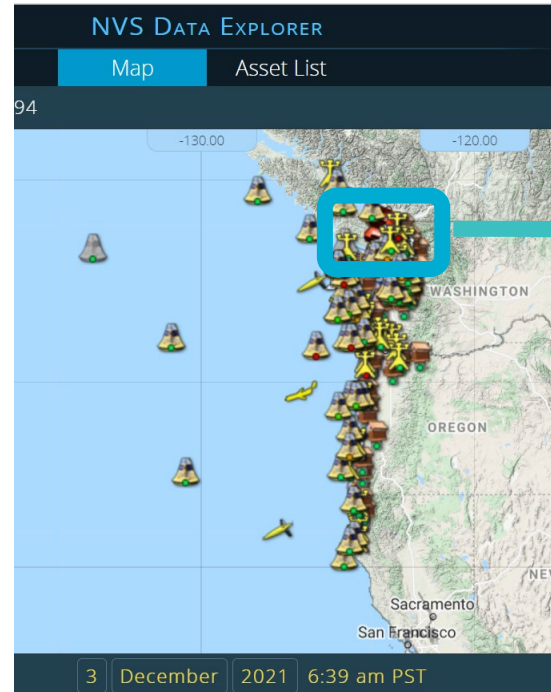 NVS DATA EXPLORER
Map Asset List
94
-130.00 -120.00
WASHINGTON
OREGON
NE
Sacramento
San Francisco
3 December 2021 6:39 am PST